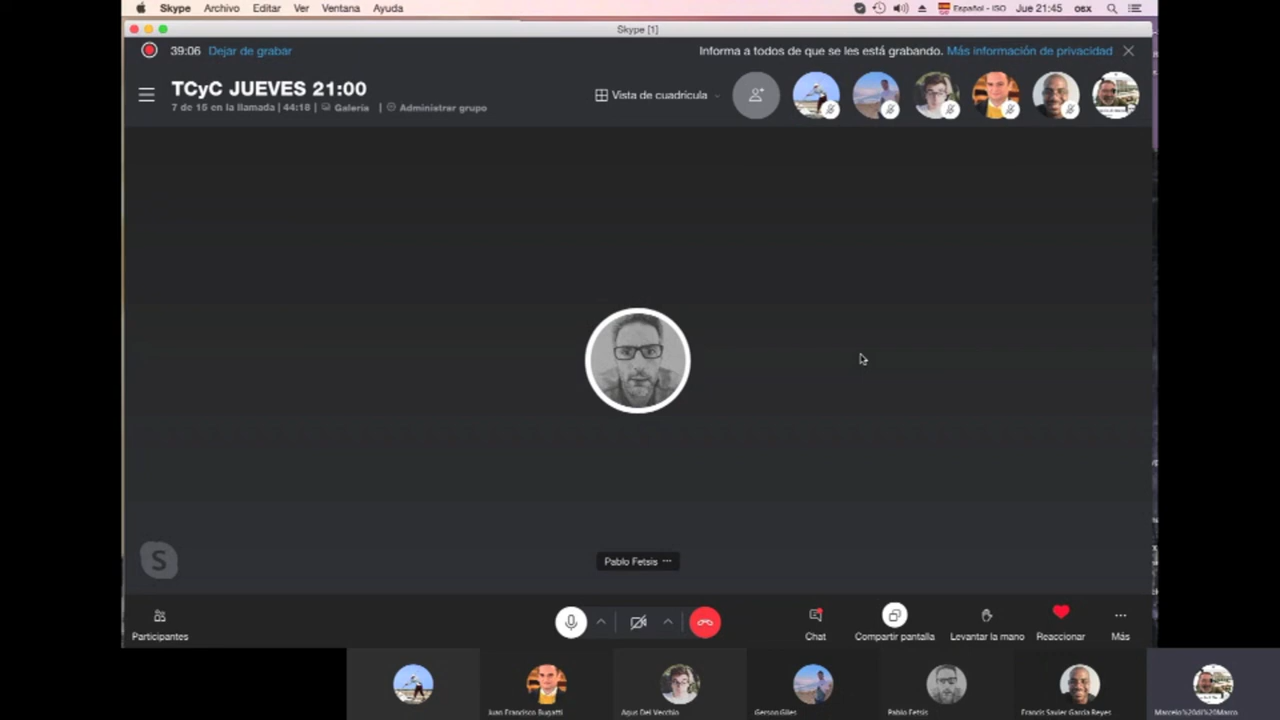 Skype Archivo Editar Ver Ventana Ayuda Español - ISO Jue 21:45 osx
Skype [1]
39:06 Dejar de grabar Informa a todos de que se les está grabando. Más información de privacidad
TCyC JUEVES 21:00 Vista de cuadrícula
7 de 15 en la llamada | 44:18 | Galería | Administrar grupo
Pablo Fetsis
S
Participantes Chat Compartir pantalla Levantar la mano Reaccionar Más
Juan Francisco Bugatti Agus Del Vecchio Gerson Giles Pablo Fetsis Francis Savier Garcia Reyes Marcelo%20di%20Marco